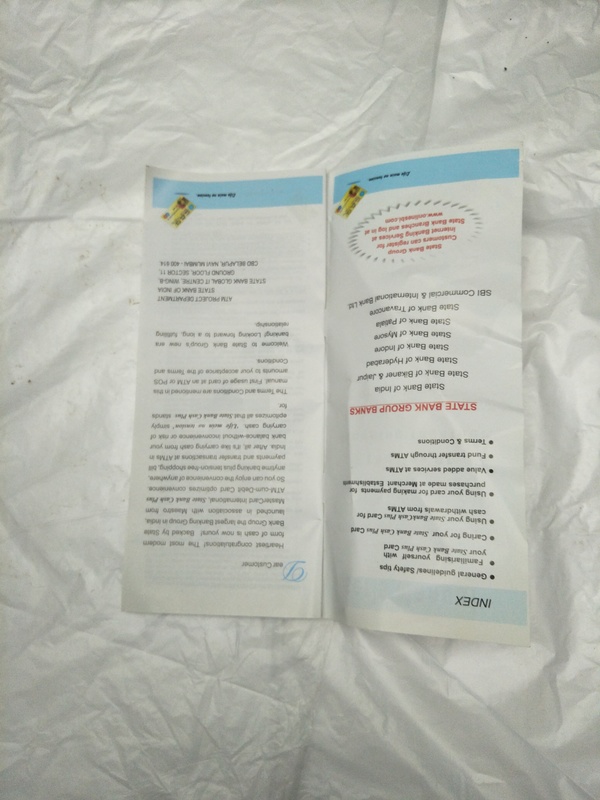 INDEX
● General guidelines/Safety tips
● Familiarising yourself with
your State Bank Cash Plus Card
● Caring for your State Bank Cash Plus Card
● Using your State Bank Cash Plus Card for
cash withdrawals from ATMs
● Using your card for making payments for
purchases made at Merchant Establishment
● Value added services at ATMs
● Fund transfer through ATMs
● Terms & Conditions
STATE BANK GROUP BANKS
State Bank of India
State Bank of Bikaner & Jaipur
State Bank of Hyderabad
State Bank of Indore
State Bank of Mysore
State Bank of Patiala
State Bank of Travancore
SBI Commercial & International Bank Ltd.
State Bank Group
Customers can register for
Internet Banking Services at
State Bank Branches and log in at
www.onlinesbi.com
Life made so tension
Dear Customer
Heartiest congratulations! The most modern
form of cash is now yours! Backed by State
Bank Group the largest Banking Group in India,
launched in association with Maestro from
MasterCard International, State Bank Cash Plus
ATM-cum-Debit Card optimizes convenience.
So you can enjoy the convenience of anywhere,
anytime banking plus tension-free shopping, bill
payments and transfer transactions at ATMs in
India. After all, it's like carrying cash from your
bank balance-without inconvenience or risk of
carrying cash. "Life made so tension" simply
epitomizes all that State Bank Cash Plus stands
for
The Terms and Conditions are mentioned in this
manual. First usage of card at an ATM or POS
amounts to your acceptance of the Terms and
Conditions
Welcome to State Bank Group's new era
banking! Looking forward to a long, fulfilling
relationship.
ATM PROJECT DEPARTMENT
STATE BANK OF INDIA
STATE BANK GLOBAL IT CENTRE, WING-B,
GROUND FLOOR, SECTOR 11,
CBD BELAPUR, NAVI MUMBAI - 400 614.
Life made so tension